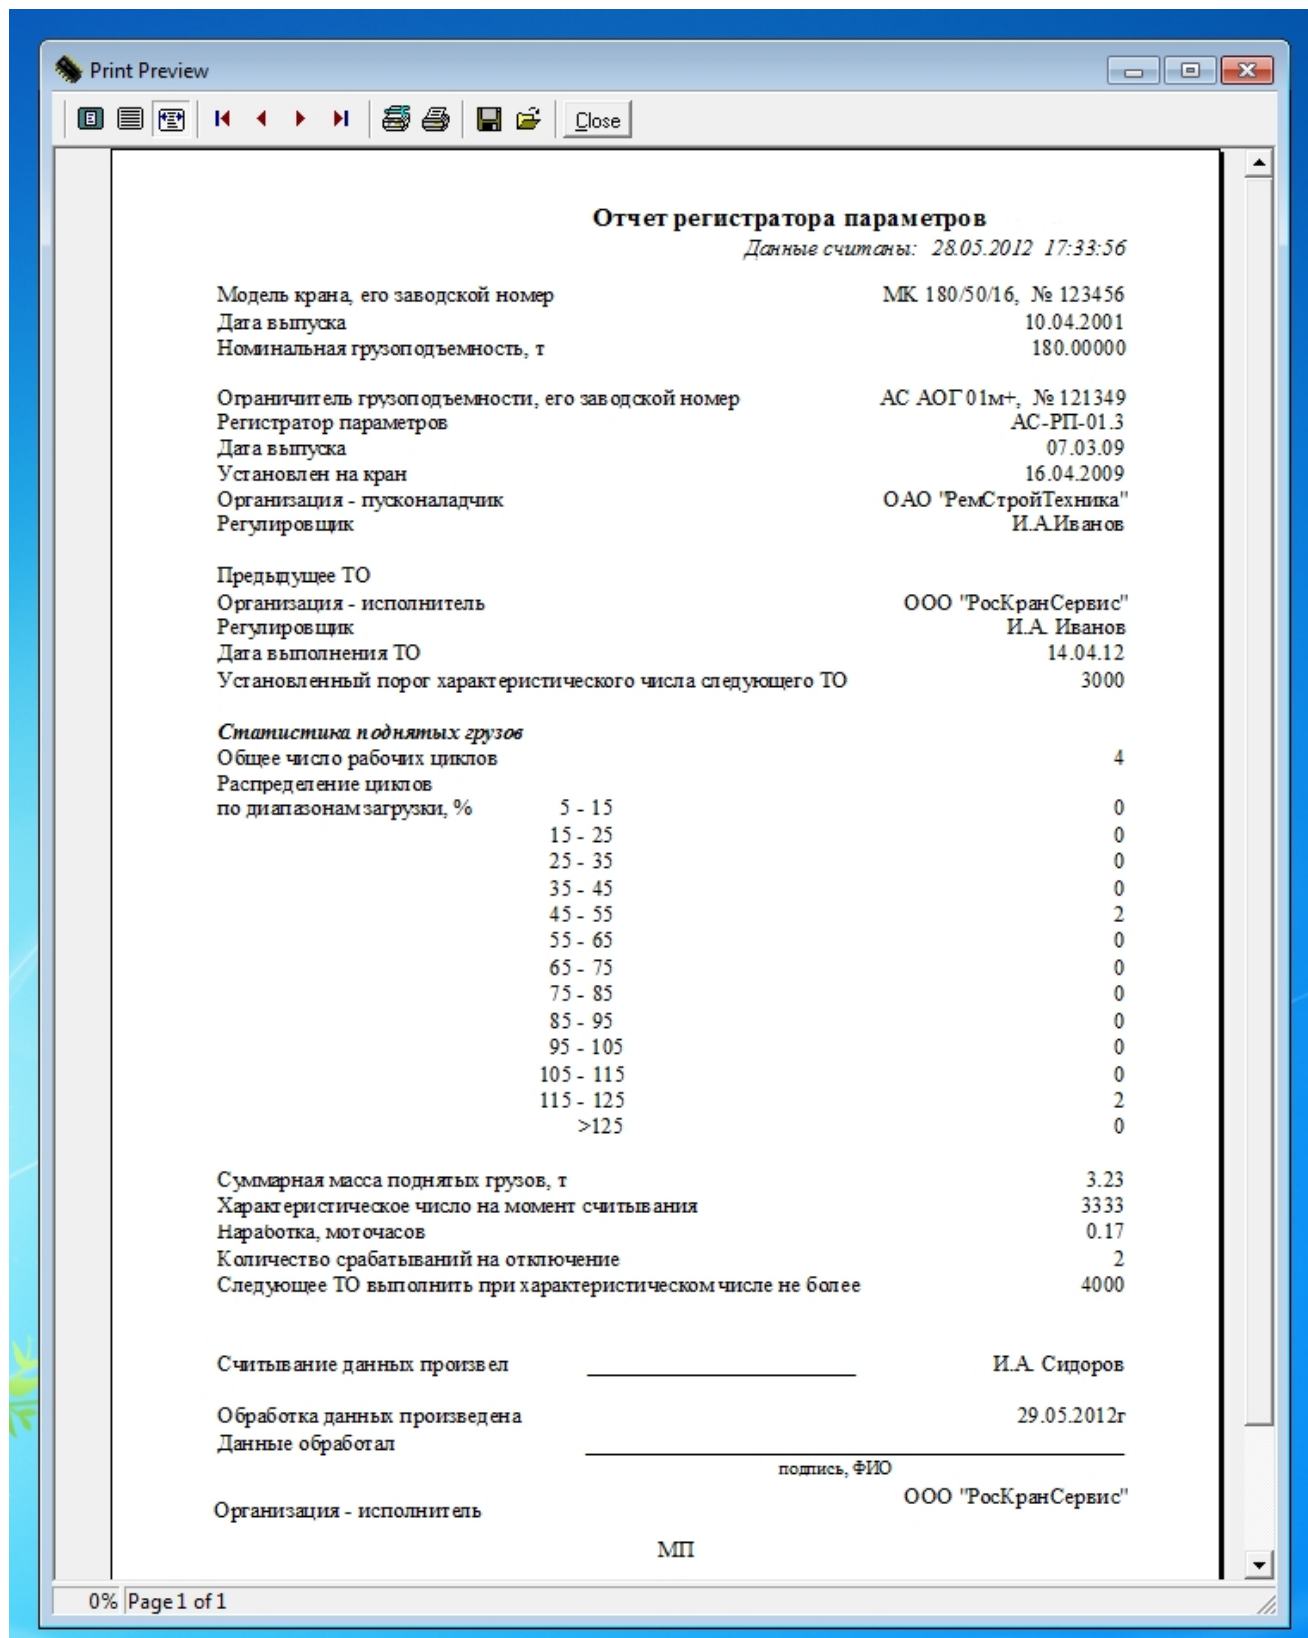 Print Preview
Close
Отчет регистратора параметров
Данные считаны: 28.05.2012 17:33:56
Модель крана, его заводской номер МК 180/50/16, № 123456
Дата выпуска 10.04.2001
Номинальная грузоподъемность, т 180.00000
Ограничитель грузоподъемности, его заводской номер АС АОГ 01м+, № 121349
Регистратор параметров АС-РП-01.3
Дата выпуска 07.03.09
Установлен на кран 16.04.2009
Организация - пусконаладчик ОАО "РемСтройТехника"
Регулировщик И.А.Иванов
Предыдущее ТО
Организация - исполнитель ООО "РосКранСервис"
Регулировщик И.А. Иванов
Дата выполнения ТО 14.04.12
Установленный порог характеристического числа следующего ТО 3000
Статистика поднятых грузов
Общее число рабочих циклов 4
Распределение циклов
по диапазонам загрузки, % 5 - 15 0
15 - 25 0
25 - 35 0
35 - 45 0
45 - 55 2
55 - 65 0
65 - 75 0
75 - 85 0
85 - 95 0
95 - 105 0
105 - 115 0
115 - 125 2
>125 0
Суммарная масса поднятых грузов, т 3.23
Характеристическое число на момент считывания 3333
Наработка, моточасов 0.17
Количество срабатываний на отключение 2
Следующее ТО выполнить при характеристическом числе не более 4000
Считывание данных произвел И.А. Сидоров
Обработка данных произведена 29.05.2012г
Данные обработал
подпись, ФИО
ООО "РосКранСервис"
Организация - исполнитель
МП
0% Page 1 of 1